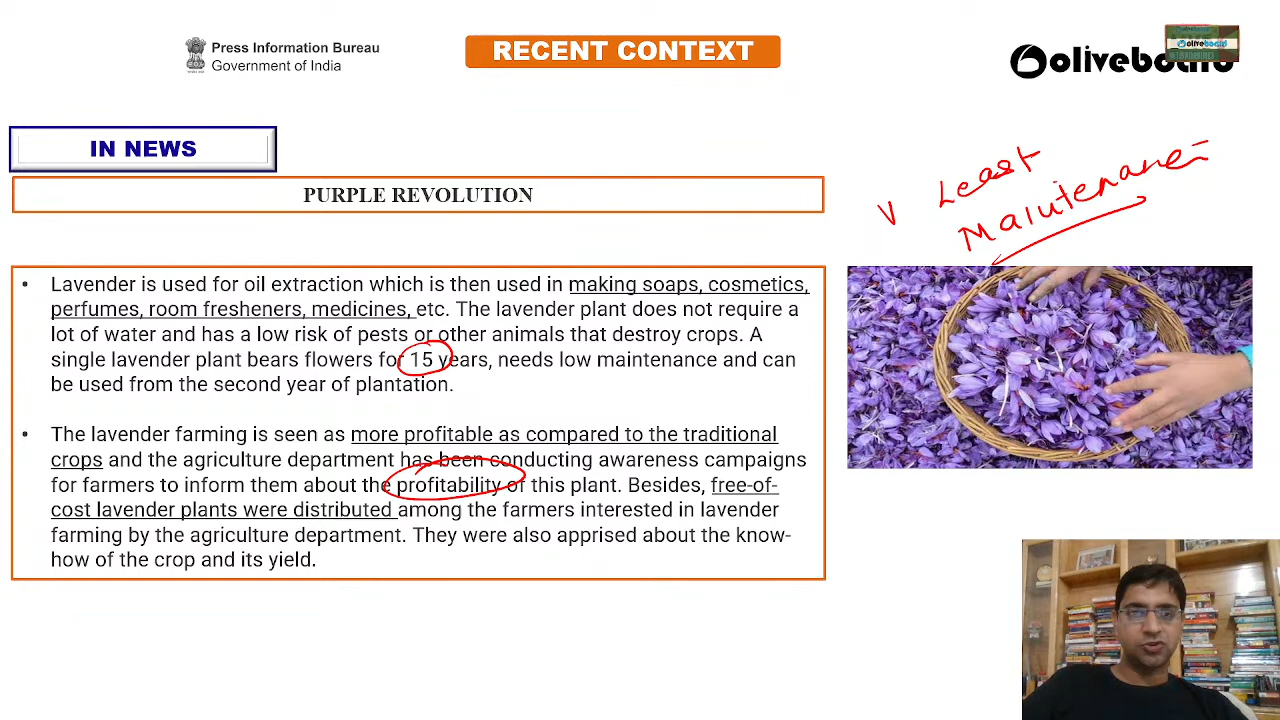 Press Information Bureau
Government of India
RECENT CONTEXT
oliveboard
IN NEWS
PURPLE REVOLUTION
V Least
Maintenance
• Lavender is used for oil extraction which is then used in making soaps, cosmetics,
perfumes, room fresheners, medicines, etc. The lavender plant does not require a
lot of water and has a low risk of pests or other animals that destroy crops. A
single lavender plant bears flowers for 15 years, needs low maintenance and can
be used from the second year of plantation.
• The lavender farming is seen as more profitable as compared to the traditional
crops and the agriculture department has been conducting awareness campaigns
for farmers to inform them about the profitability of this plant. Besides, free-of-
cost lavender plants were distributed among the farmers interested in lavender
farming by the agriculture department. They were also apprised about the know-
how of the crop and its yield.